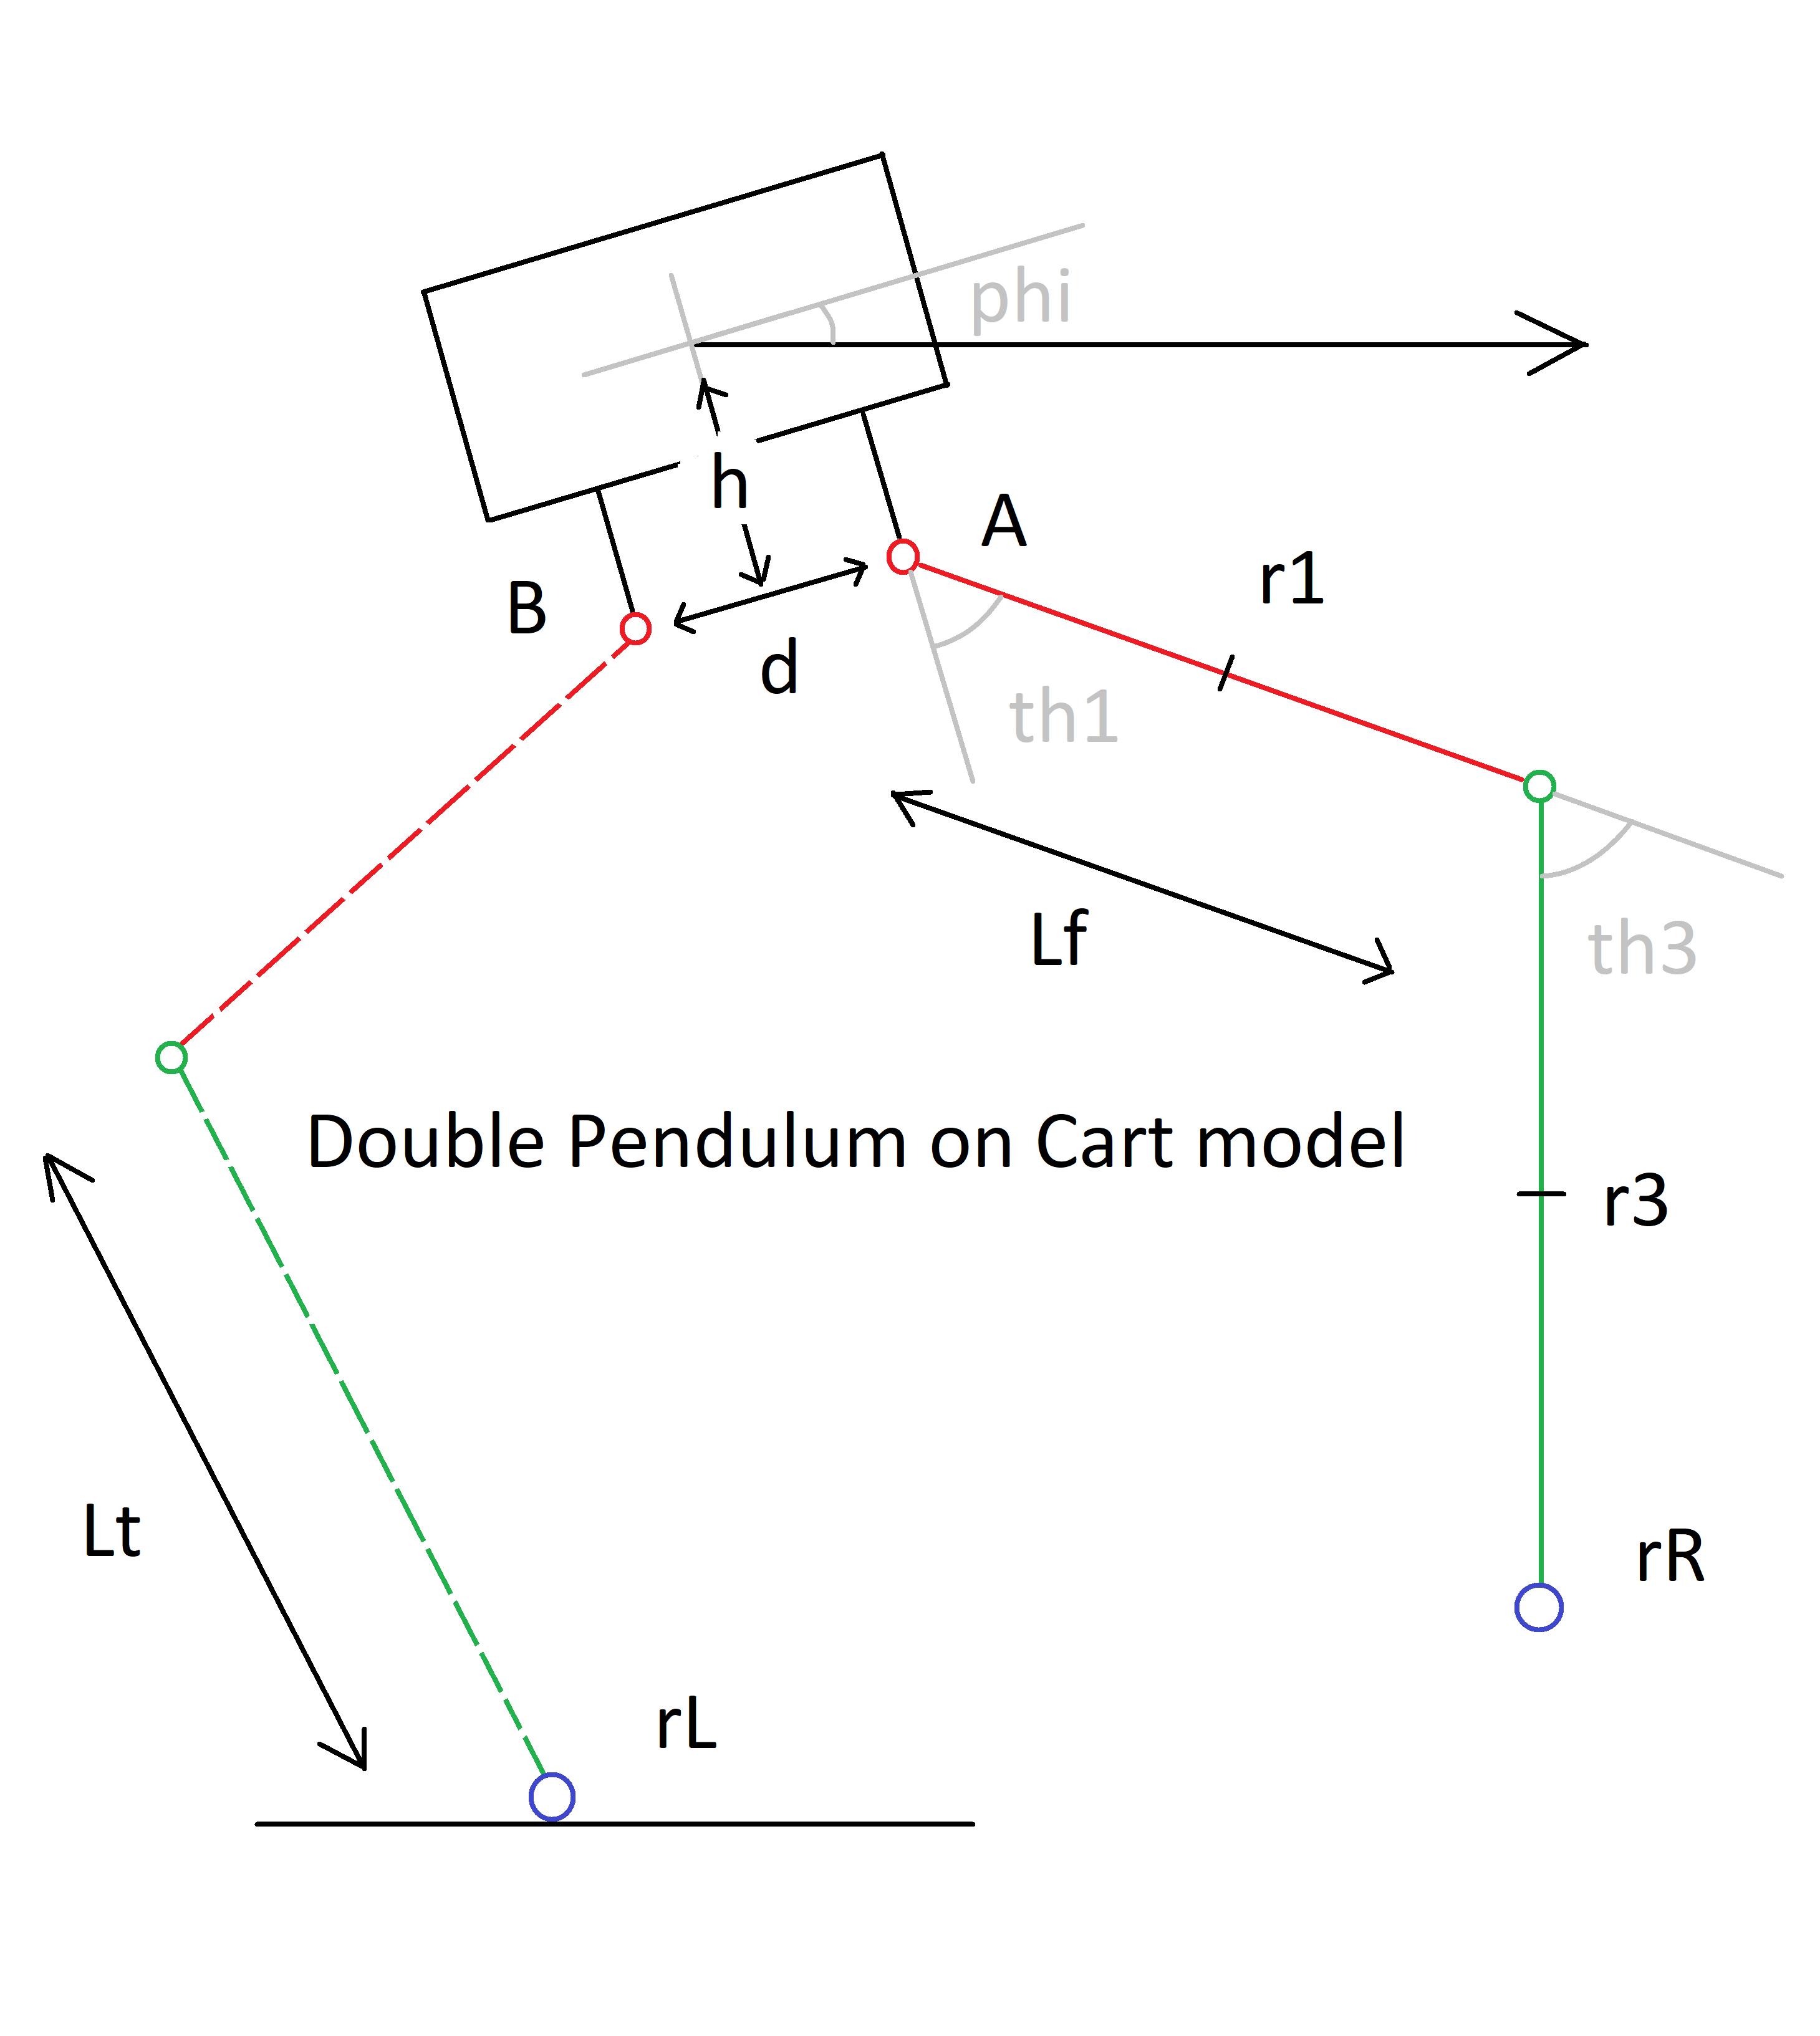 phi
h
A
r1
B
d
th1
Lf
th3
Double Pendulum on Cart model
r3
Lt
rR
rL